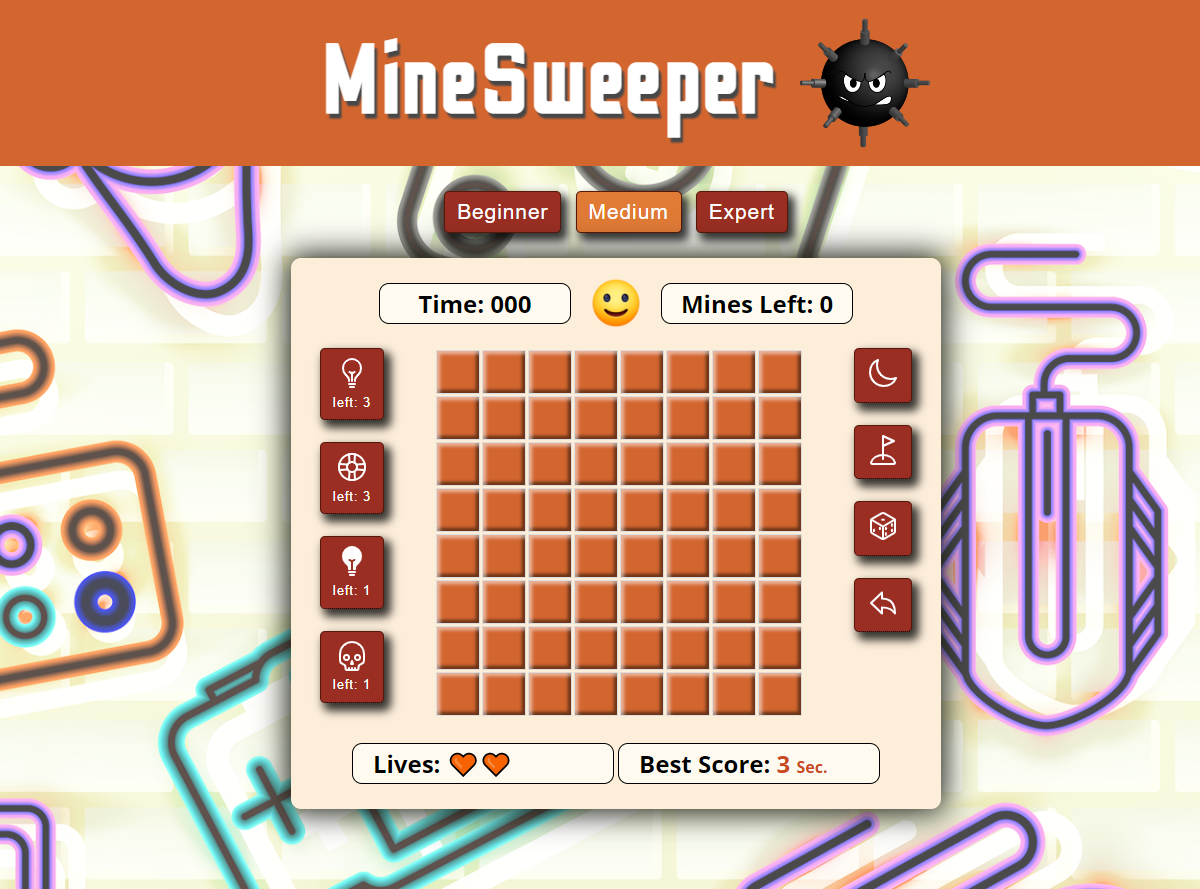 MineSweeper
Beginner Medium Expert
Time: 000 Mines Left: 0
left: 3
left: 3
left: 1
left: 1
Lives: Best Score: 3 Sec.